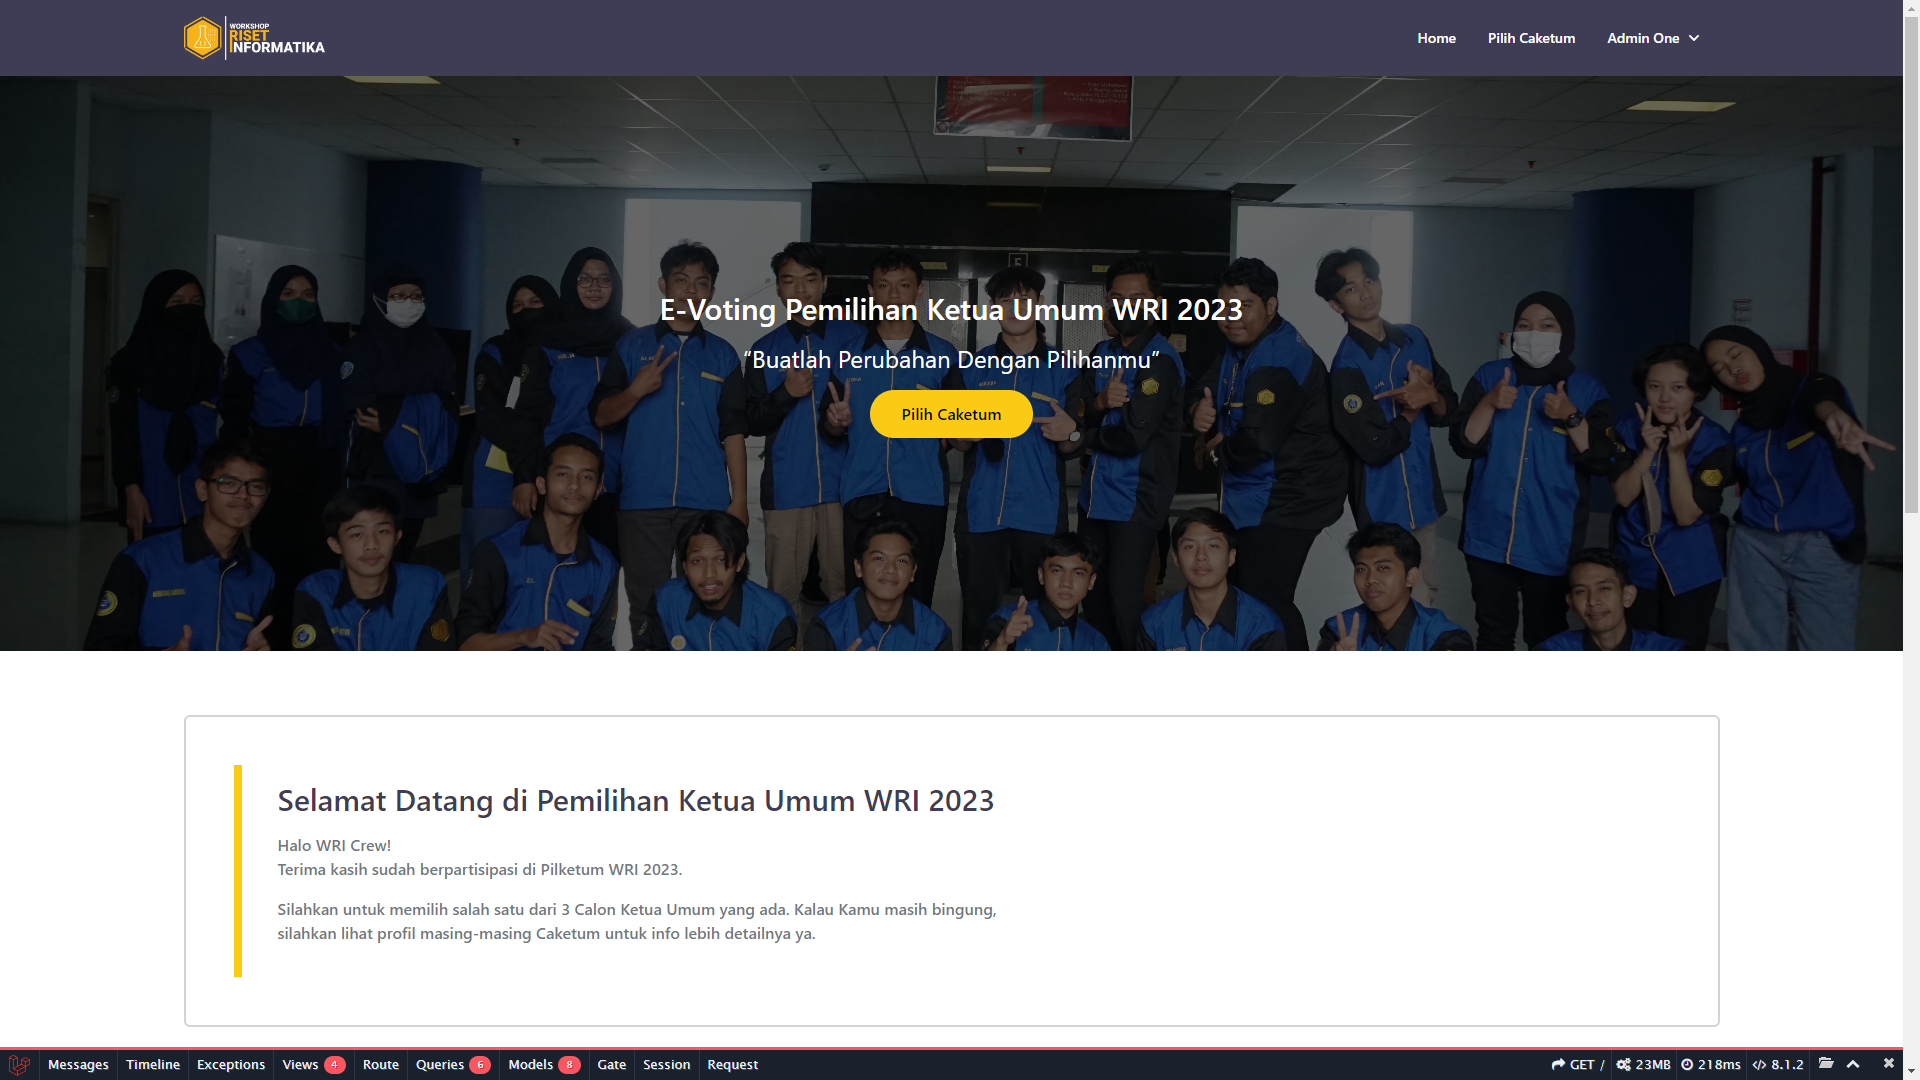 WORKSHOP
RISET
INFORMATIKA
Home
Pilih Caketum
Admin One
E-Voting Pemilihan Ketua Umum WRI 2023
“Buatlah Perubahan Dengan Pilihanmu”
Pilih Caketum
Selamat Datang di Pemilihan Ketua Umum WRI 2023
Halo WRI Crew!
Terima kasih sudah berpartisipasi di Pilketum WRI 2023.
Silahkan untuk memilih salah satu dari 3 Calon Ketua Umum yang ada. Kalau Kamu masih bingung,
silahkan lihat profil masing-masing Caketum untuk info lebih detailnya ya.
Messages
Timeline
Exceptions
Views 4
Route
Queries 6
Models 8
Gate
Session
Request
GET /
23MB
218ms
8.1.2